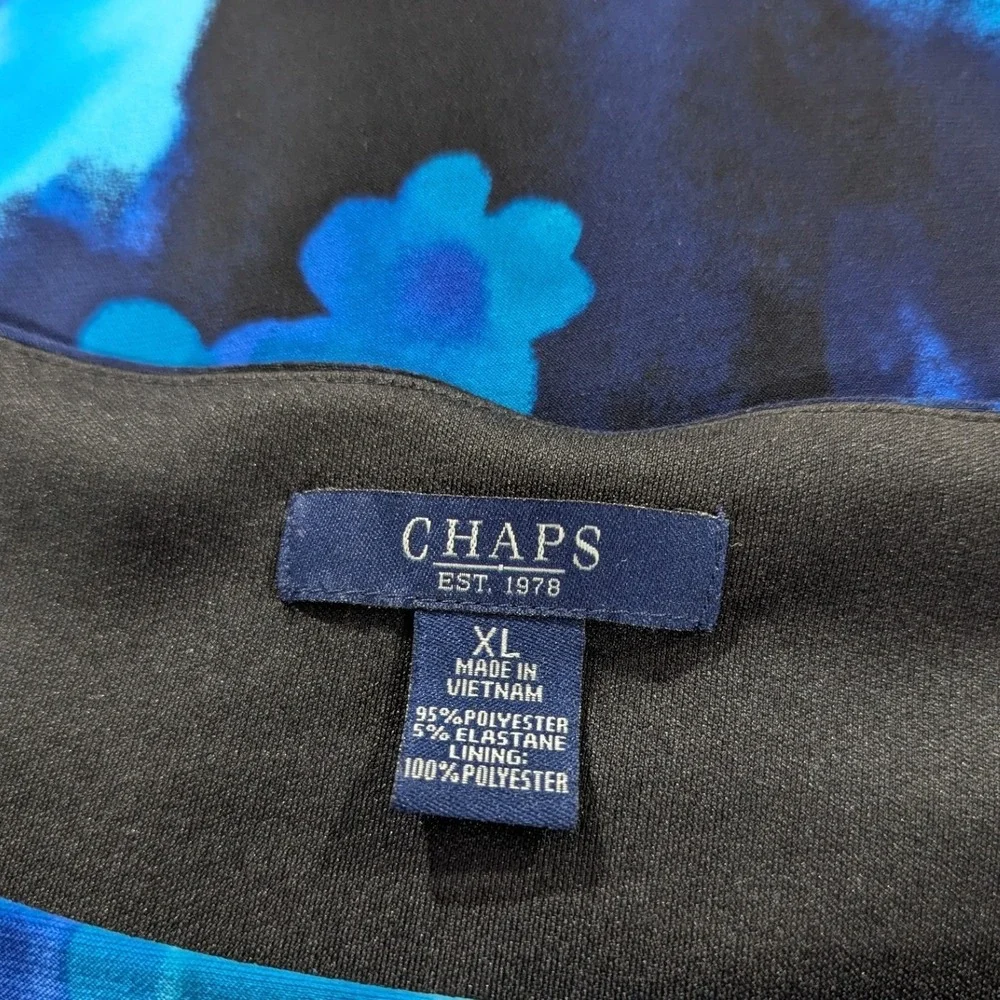 CHAPS
EST. 1978
XL
MADE IN
VIETNAM
95%POLYESTER
5% ELASTANE
LINING:
100%POLYESTER